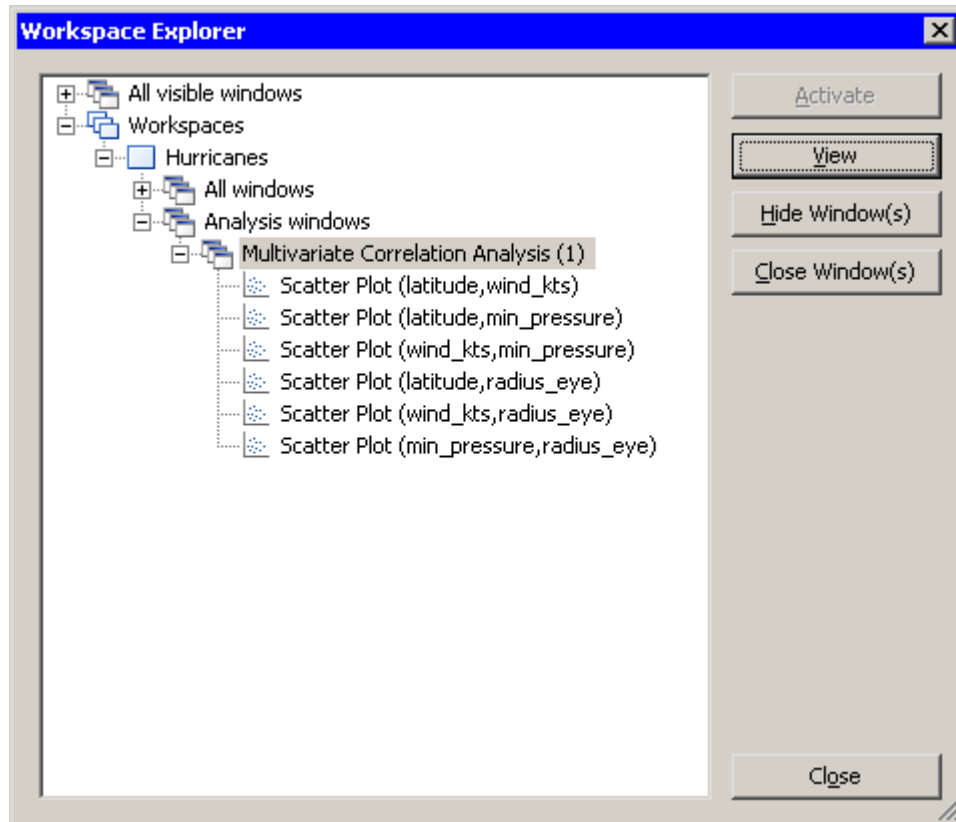 Workspace Explorer
All visible windows
Workspaces
Hurricanes
All windows
Analysis windows
Multivariate Correlation Analysis (1)
Scatter Plot (latitude,wind_kts)
Scatter Plot (latitude,min_pressure)
Scatter Plot (wind_kts,min_pressure)
Scatter Plot (latitude,radius_eye)
Scatter Plot (wind_kts,radius_eye)
Scatter Plot (min_pressure,radius_eye)
Activate
View
Hide Window(s)
Close Window(s)
Close